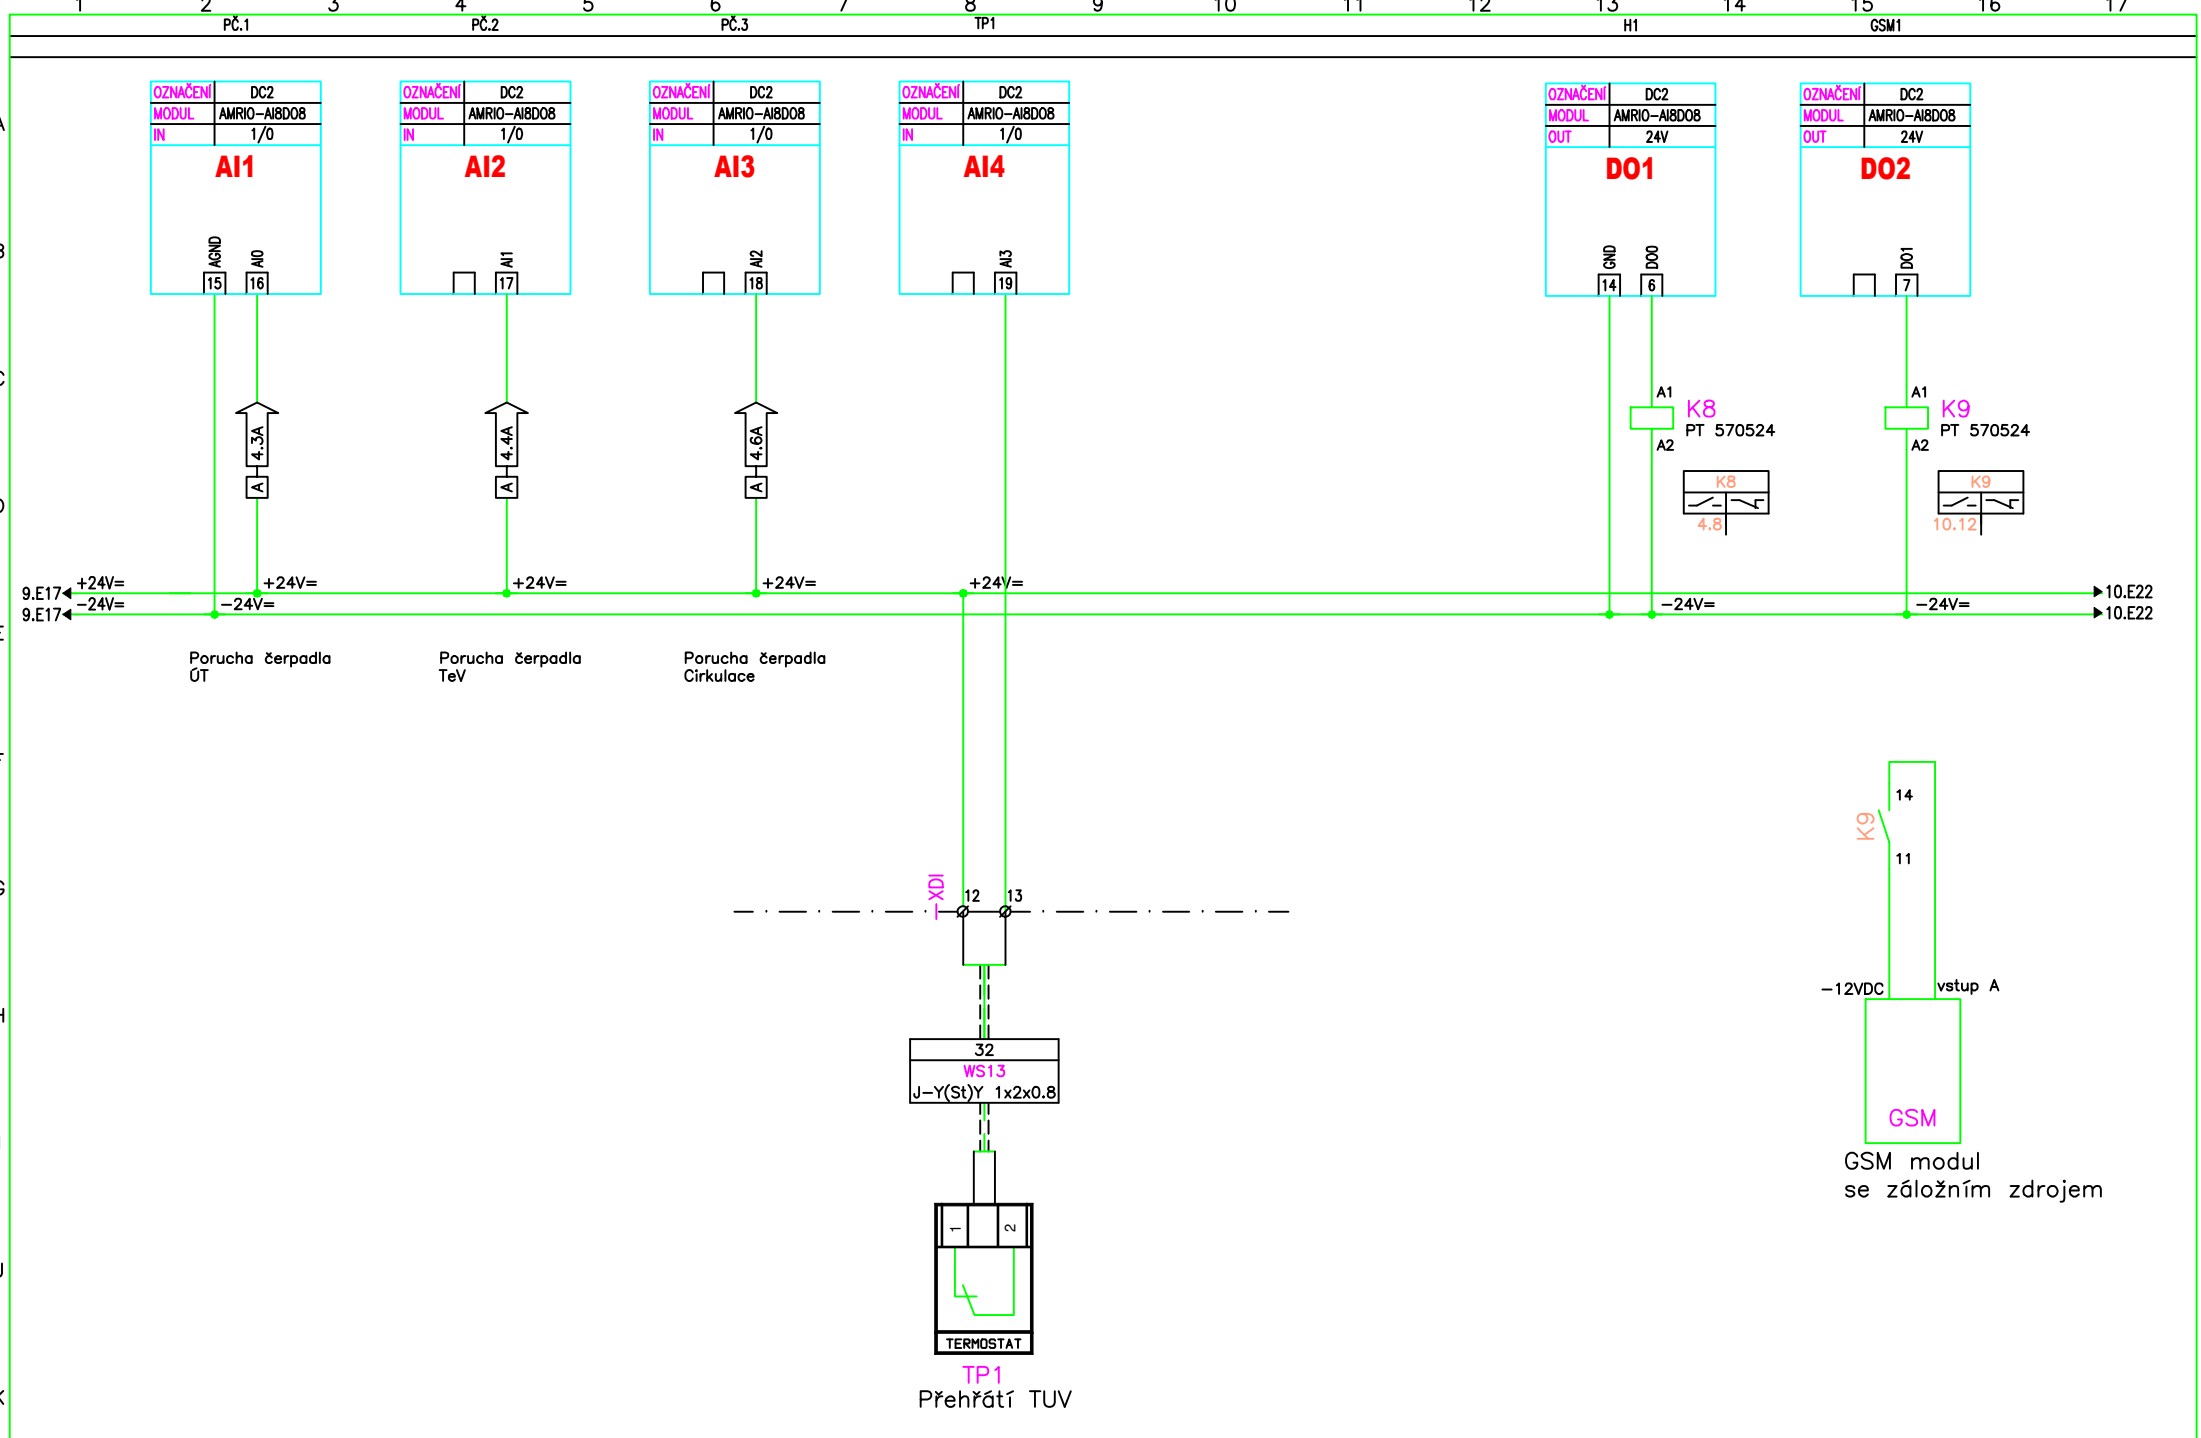 1 2 3 4 5 6 7 8 9 10 11 12 13 14 15 16 17
PČ.1 PČ.2 PČ.3 TP1 H1 GSM1
OZNAČENÍ DC2
MODUL AMRIO-AI8DO8
IN 1/0
AI1
AGND AI0
15 16
OZNAČENÍ DC2
MODUL AMRIO-AI8DO8
IN 1/0
AI2
AI1
17
OZNAČENÍ DC2
MODUL AMRIO-AI8DO8
IN 1/0
AI3
AI2
18
OZNAČENÍ DC2
MODUL AMRIO-AI8DO8
IN 1/0
AI4
AI3
19
OZNAČENÍ DC2
MODUL AMRIO-AI8DO8
OUT 24V
DO1
GND DO0
14 6
OZNAČENÍ DC2
MODUL AMRIO-AI8DO8
OUT 24V
DO2
DO1
7
4.3A
A
4.4A
A
4.6A
A
A1
K8
PT 570524
A2
K8
4.8
A1
K9
PT 570524
A2
K9
10.12
9.E17 +24V= +24V= +24V= +24V= +24V= 10.E22
9.E17 -24V= -24V= -24V= -24V= 10.E22
Porucha čerpadla
ÚT
Porucha čerpadla
TeV
Porucha čerpadla
Cirkulace
-XDI
12 13
32
WS13
J-Y(St)Y 1x2x0.8
1 2
TERMOSTAT
TP1
Přehřátí TUV
14
K9
11
-12VDC vstup A
GSM
GSM modul
se záložním zdrojem